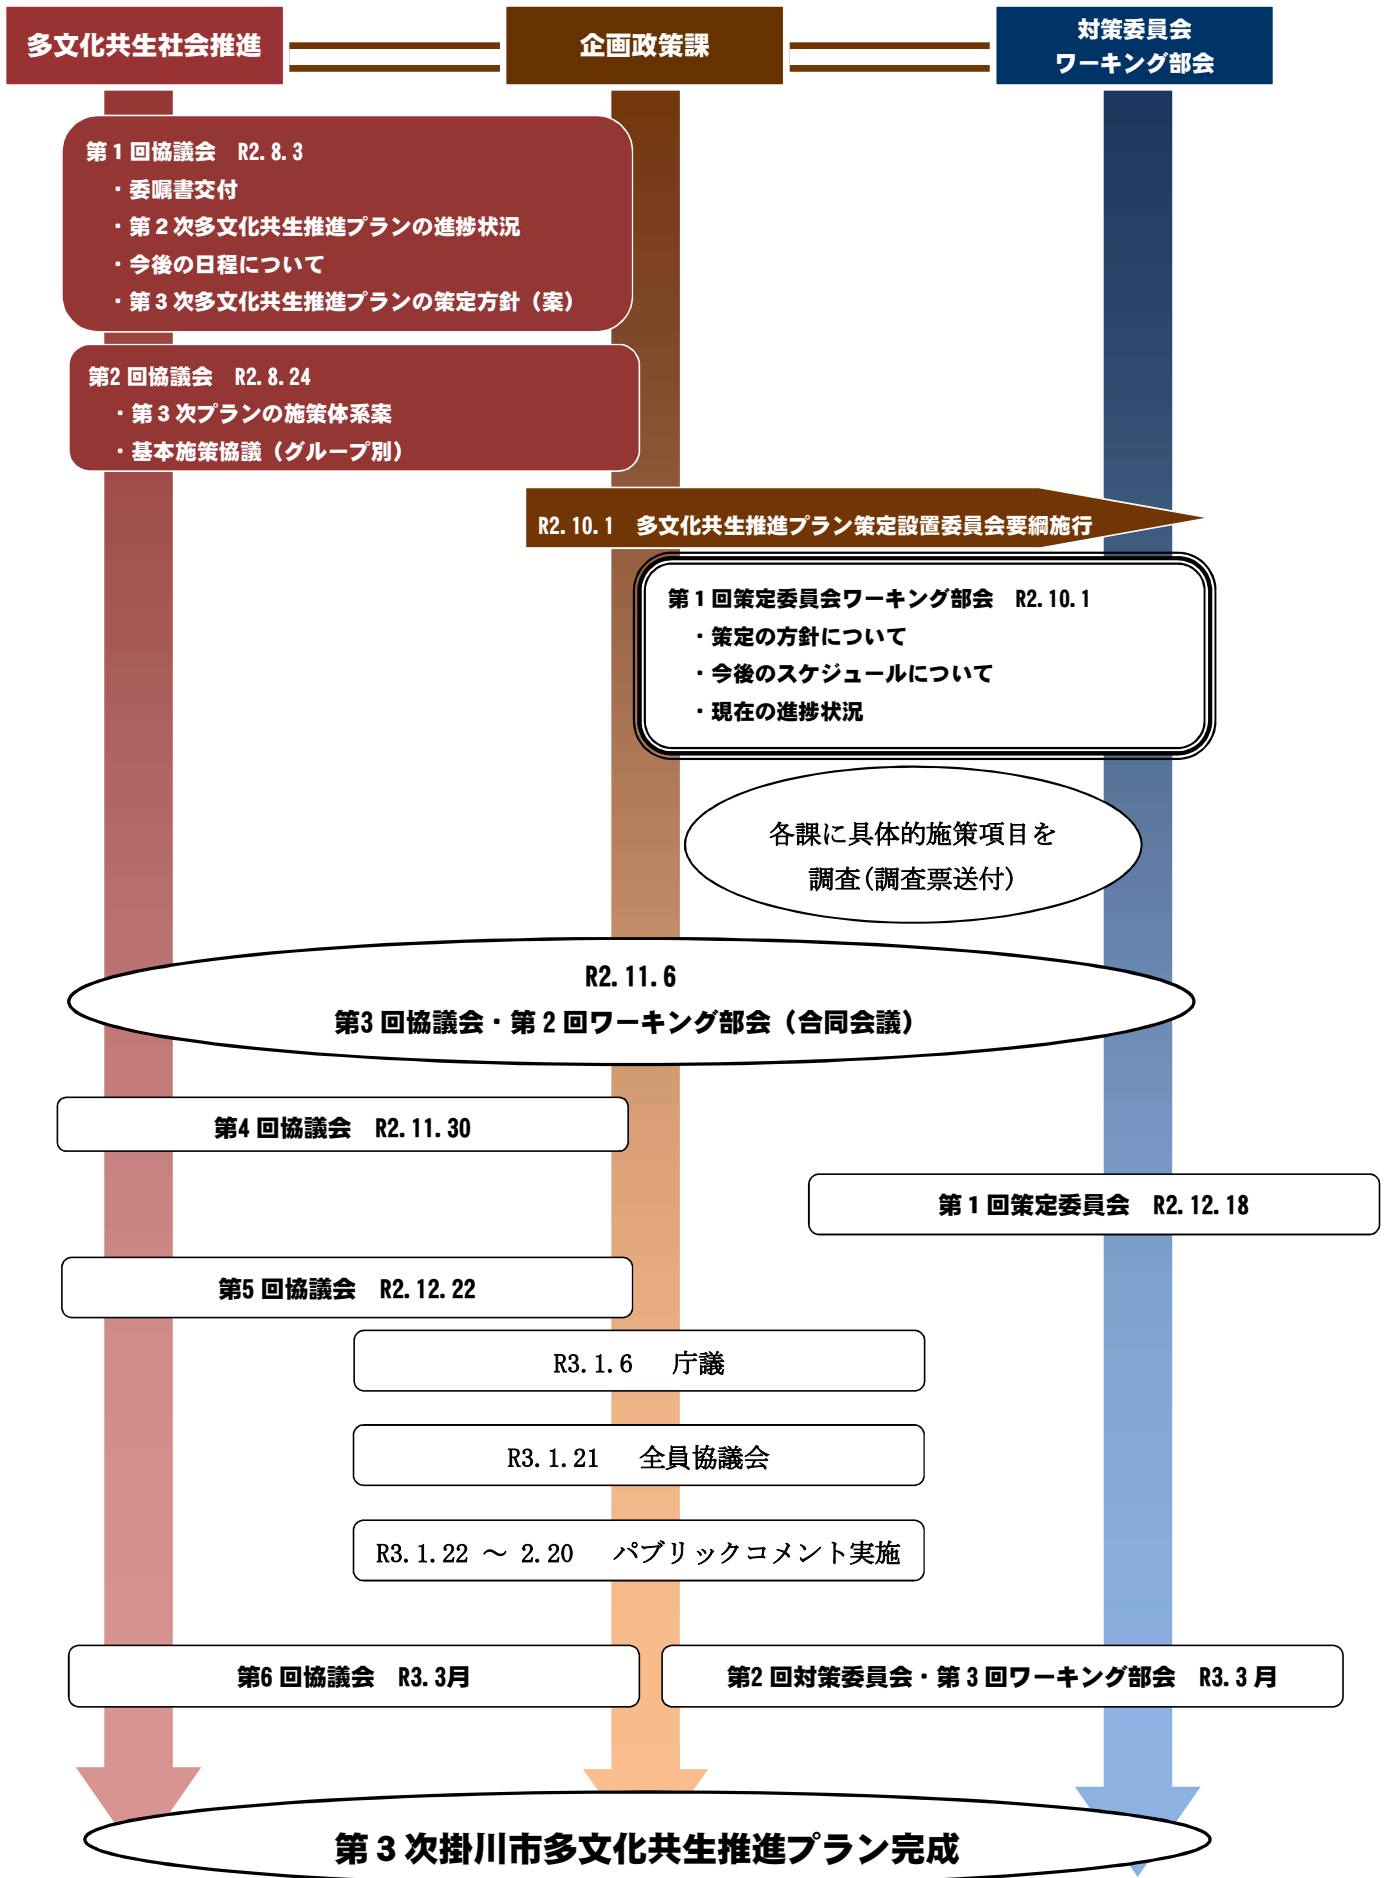 多文化共生社会推進
企画政策課
対策委員会
ワーキング部会
第1回協議会　R2.8.3
・委嘱書交付
・第2次多文化共生推進プランの進捗状況
・今後の日程について
・第3次多文化共生推進プランの策定方針（案）
第2回協議会　R2.8.24
・第3次プランの施策体系案
・基本施策協議（グループ別）
R2.10.1　多文化共生推進プラン策定設置委員会要綱施行
第1回策定委員会ワーキング部会　R2.10.1
・策定の方針について
・今後のスケジュールについて
・現在の進捗状況
各課に具体的施策項目を
調査(調査票送付)
R2.11.6
第3回協議会・第2回ワーキング部会（合同会議）
第4回協議会　R2.11.30
第1回策定委員会　R2.12.18
第5回協議会　R2.12.22
R3.1.6　庁議
R3.1.21　全員協議会
R3.1.22 ～ 2.20　パブリックコメント実施
第6回協議会　R3.3月
第2回対策委員会・第3回ワーキング部会　R3.3月
第3次掛川市多文化共生推進プラン完成